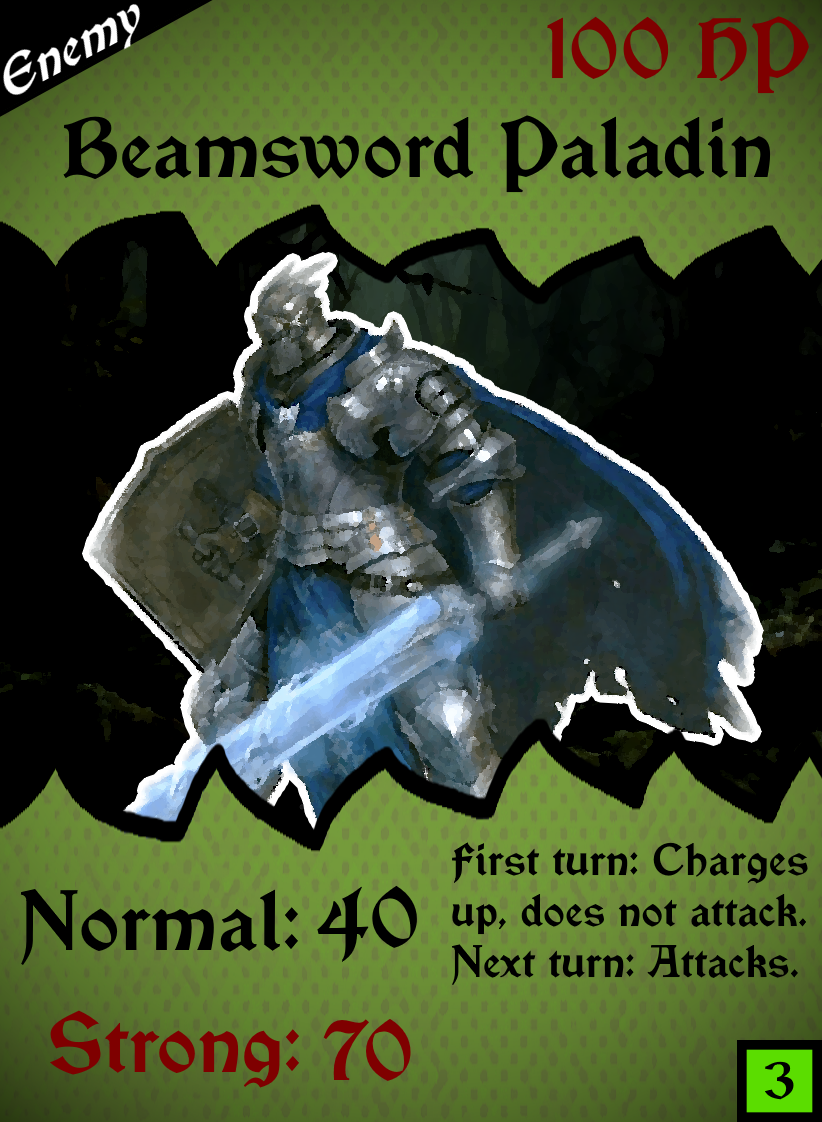 Enemy
100 HP
Beamsword Paladin
First turn: Charges
up, does not attack.
Next turn: Attacks.
Normal: 40
Strong: 70
3